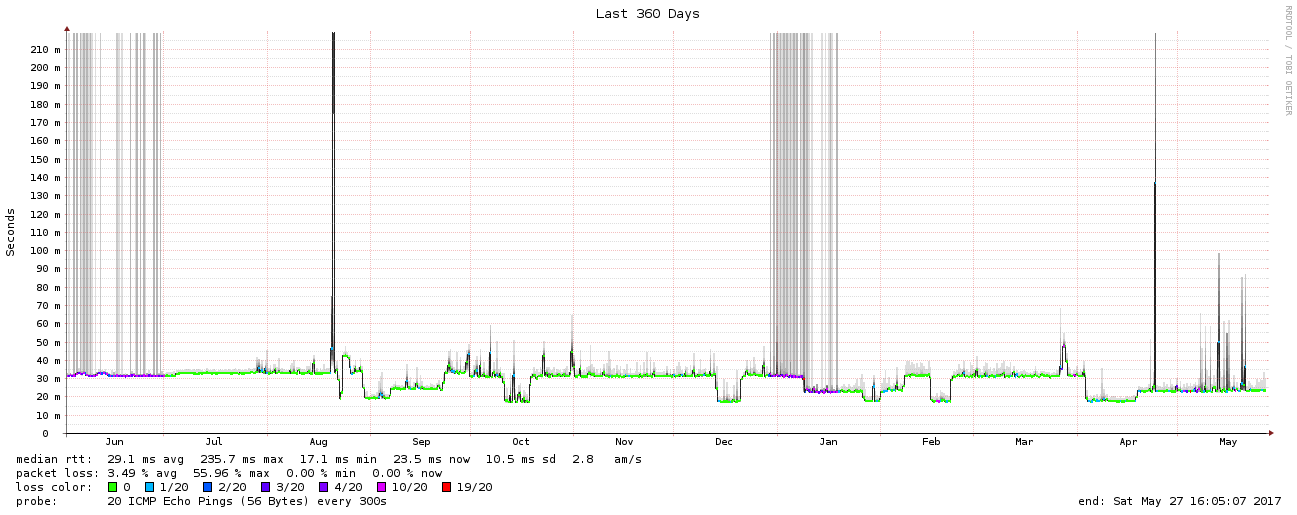 Last 360 Days
RRDTOOL / TOBI OETIKER
Seconds
210 m
200 m
190 m
180 m
170 m
160 m
150 m
140 m
130 m
120 m
110 m
100 m
90 m
80 m
70 m
60 m
50 m
40 m
30 m
20 m
10 m
0
Jun Jul Aug Sep Oct Nov Dec Jan Feb Mar Apr May
median rtt: 29.1 ms avg 235.7 ms max 17.1 ms min 23.5 ms now 10.5 ms sd 2.8 am/s
packet loss: 3.49 % avg 55.96 % max 0.00 % min 0.00 % now
loss color: 0 1/20 2/20 3/20 4/20 10/20 19/20
probe: 20 ICMP Echo Pings (56 Bytes) every 300s end: Sat May 27 16:05:07 2017